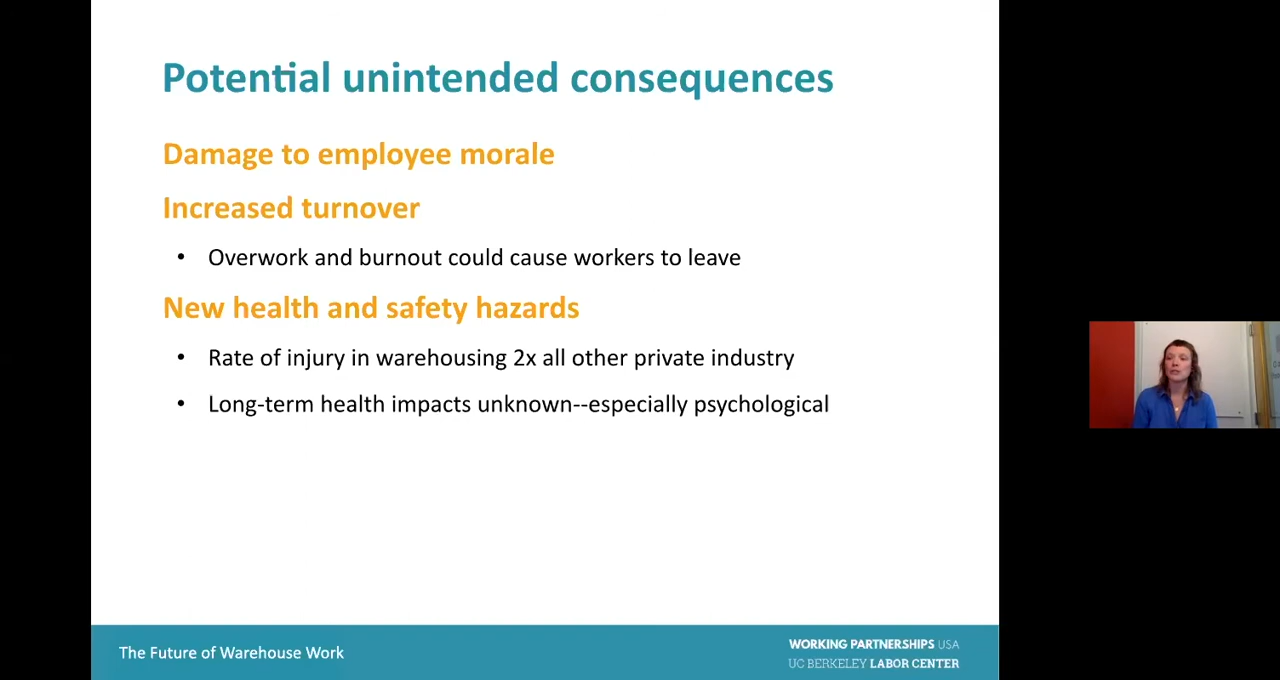 Potential unintended consequences
Damage to employee morale
Increased turnover
• Overwork and burnout could cause workers to leave
New health and safety hazards
• Rate of injury in warehousing 2x all other private industry
• Long-term health impacts unknown--especially psychological
The Future of Warehouse Work
WORKING PARTNERSHIPS USA
UC BERKELEY LABOR CENTER